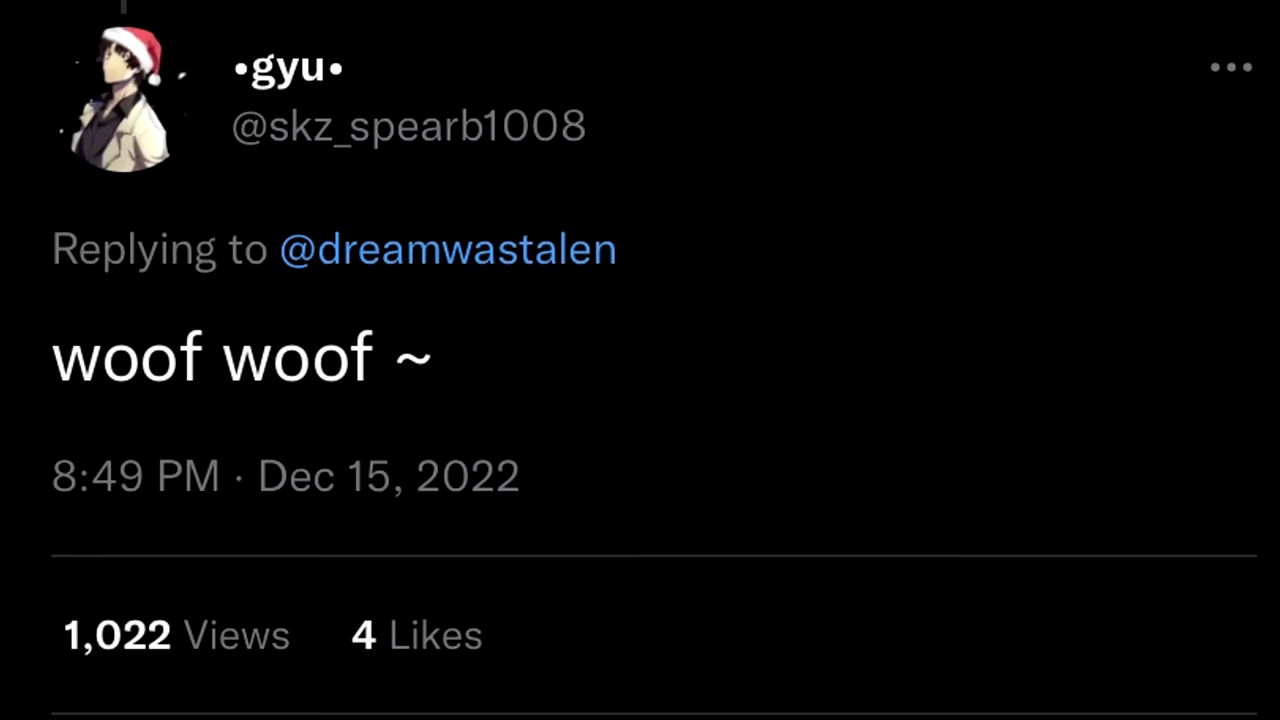 •gyu•
@skz_spearb1008
Replying to @dreamwastalen
woof woof ~
8:49 PM · Dec 15, 2022
1,022 Views 4 Likes